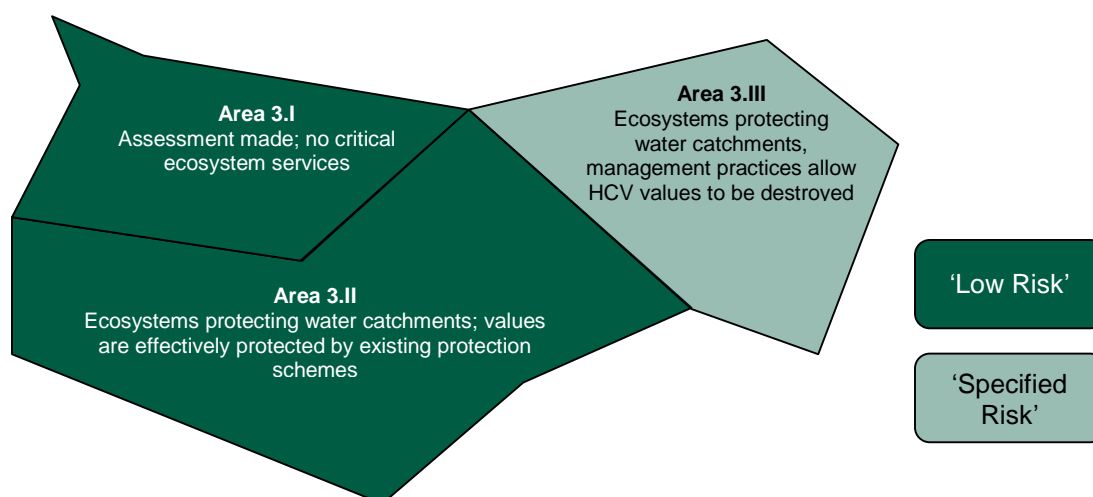 Area 3.I
Assessment made; no critical
ecosystem services
Area 3.III
Ecosystems protecting
water catchments,
management practices allow
HCV values to be destroyed
Area 3.II
Ecosystems protecting water catchments; values
are effectively protected by existing protection
schemes
‘Low Risk’
‘Specified
Risk’